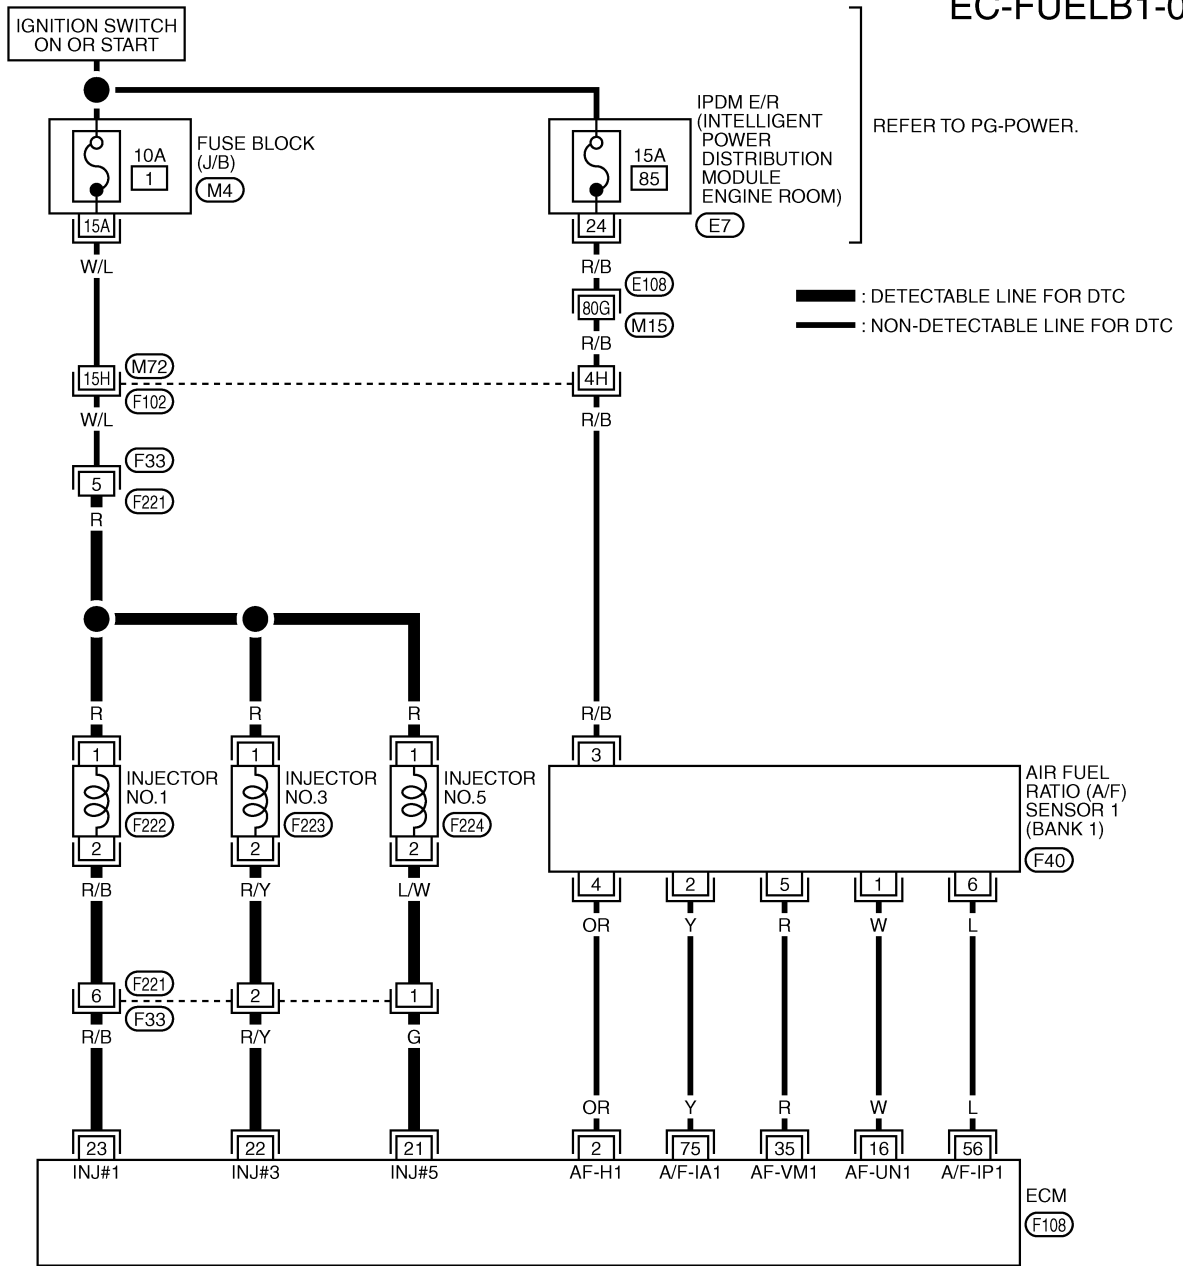 EC-FUELB1-0
IGNITION SWITCH
ON OR START
10A
1
FUSE BLOCK
(J/B)
M4
15A
15A
85
IPDM E/R
(INTELLIGENT
POWER
DISTRIBUTION
MODULE
ENGINE ROOM)
E7
24
REFER TO PG-POWER.
W/L
R/B
E108
80G
M15
R/B
: DETECTABLE LINE FOR DTC
: NON-DETECTABLE LINE FOR DTC
15H
M72
F102
4H
W/L
R/B
5
F33
F221
R
R
R
R
R/B
1
1
1
3
INJECTOR
NO.1
F222
INJECTOR
NO.3
F223
INJECTOR
NO.5
F224
AIR FUEL
RATIO (A/F)
SENSOR 1
(BANK 1)
F40
2
2
2
4
2
5
1
6
R/B
R/Y
L/W
OR
Y
R
W
L
6
F221
F33
2
1
R/B
R/Y
G
OR
Y
R
W
L
23
22
21
2
75
35
16
56
INJ#1
INJ#3
INJ#5
AF-H1
A/F-IA1
AF-VM1
AF-UN1
A/F-IP1
ECM
F108